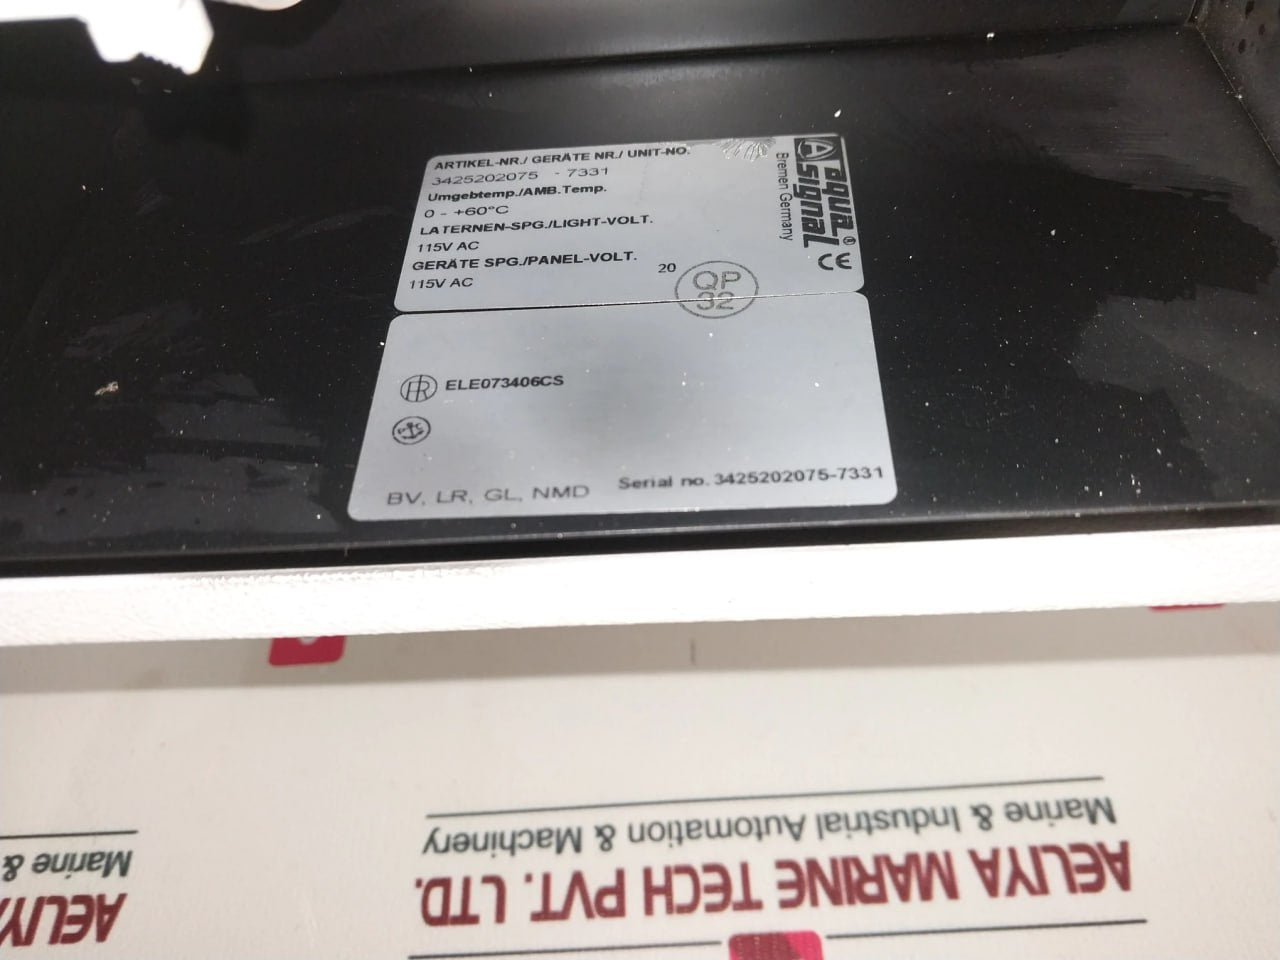 ARTIKEL-NR./ GERÄTE NR./ UNIT-NO.
3425202075 - 7331
Umgebtemp./AMB.Temp.
0 - +60°C
LATERNEN-SPG./LIGHT-VOLT.
115V AC
GERÄTE SPG./PANEL-VOLT.
115V AC
aqua
signal®
Bremen Germany
CE
20
QP
32
ELE073406CS
BV, LR, GL, NMD
Serial no. 3425202075-7331
Marine & Industrial Automation & Machinery
AELIYA MARINE TECH PVT. LTD.
Marine &
AELIYA